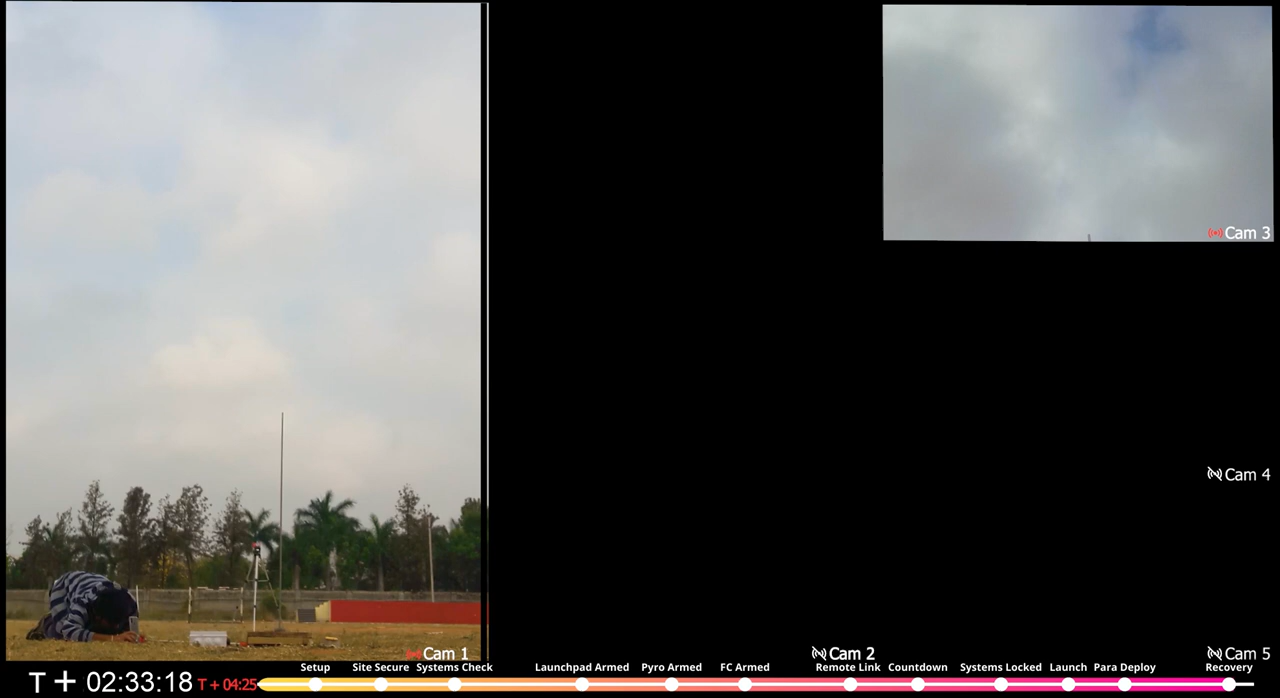 Cam 3
Cam 4
Cam 1
Cam 2
Cam 5
Setup Site Secure Systems Check Launchpad Armed Pyro Armed FC Armed Remote Link Countdown Systems Locked Launch Para Deploy Recovery
T + 02:33:18 T + 04:25